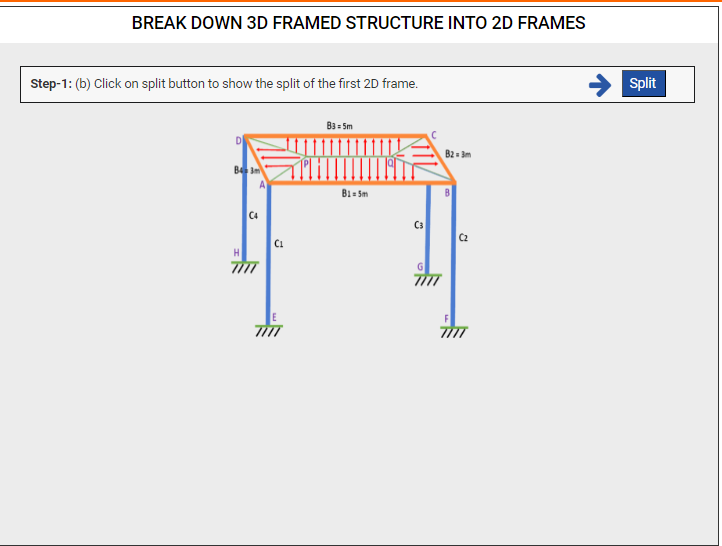 BREAK DOWN 3D FRAMED STRUCTURE INTO 2D FRAMES
Step-1: (b) Click on split button to show the split of the first 2D frame.
Split
B3 = 5m
D
C
B2 = 3m
P
Q
B4 = 3m
A
B1 = 5m
B
C4
C3
C2
C1
H
G
E
F